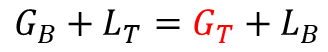 G_B + L_T = G_T + L_B